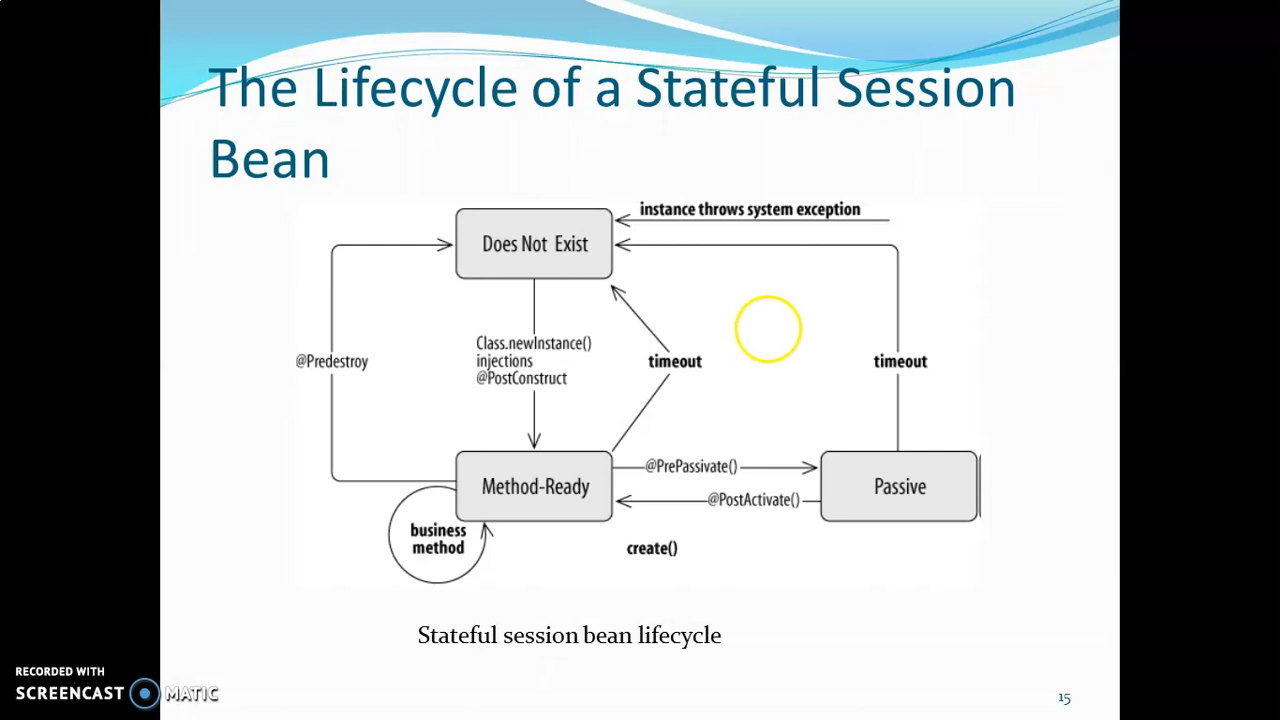 The Lifecycle of a Stateful Session
Bean
instance throws system exception
Does Not Exist
Class.newInstance()
injections
@PostConstruct
@Predestroy
timeout
timeout
@PrePassivate()
Method-Ready
Passive
@PostActivate()
business
method
create()
Stateful session bean lifecycle
RECORDED WITH
SCREENCAST MATIC
15